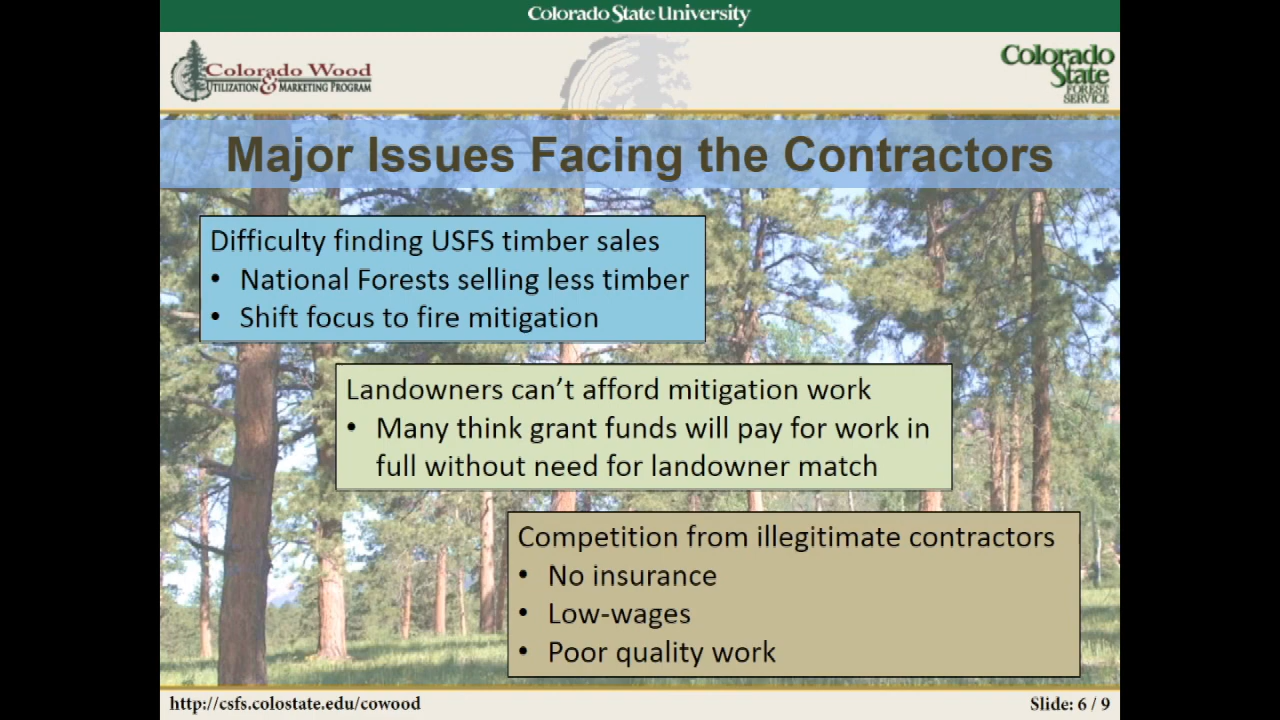 Colorado State University
Colorado Wood
Utilization & Marketing Program
Colorado
State
FOREST
SERVICE
Major Issues Facing the Contractors
Difficulty finding USFS timber sales
• National Forests selling less timber
• Shift focus to fire mitigation
Landowners can’t afford mitigation work
• Many think grant funds will pay for work in
full without need for landowner match
Competition from illegitimate contractors
• No insurance
• Low-wages
• Poor quality work
http://csfs.colostate.edu/cowood
Slide: 6 / 9